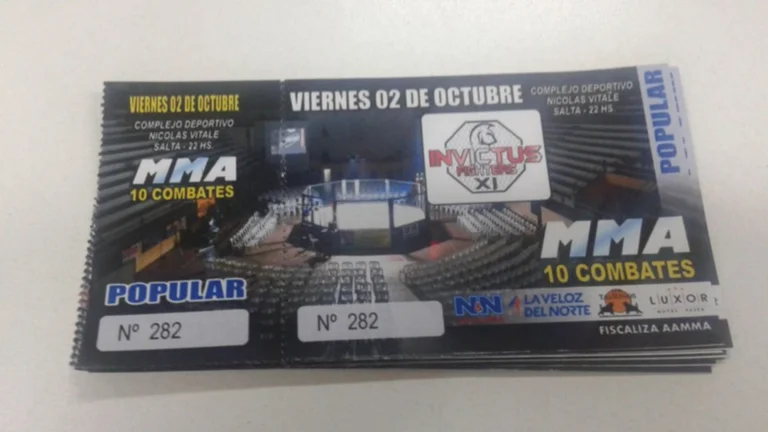 VIERNES 02 DE OCTUBRE
COMPLEJO DEPORTIVO
NICOLAS VITALE
SALTA - 22 HS.
MMA
10 COMBATES
POPULAR
Nº 282
VIERNES 02 DE OCTUBRE
COMPLEJO DEPORTIVO
NICOLAS VITALE
SALTA - 22 HS.
POPULAR
INVICTUS
FIGHTERS
XI
MMA
10 COMBATES
LA VELOZ
DEL NORTE
LUXOR
FISCALIZA AAMMA
Nº 282